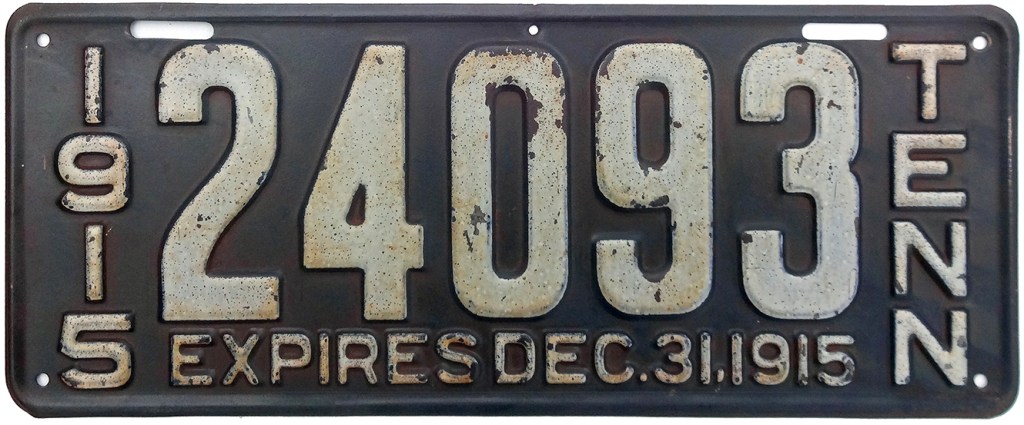 1915
24093
TENN
EXPIRES DEC. 31, 1915